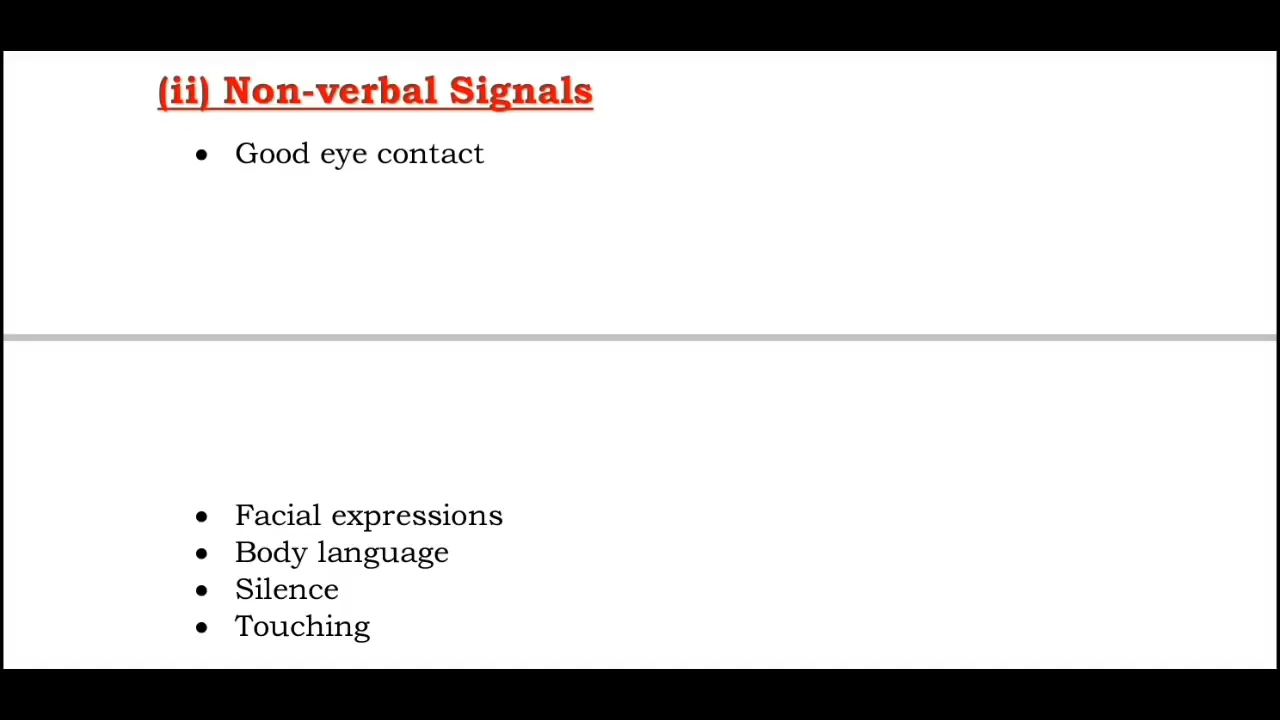 (ii) Non-verbal Signals
• Good eye contact
• Facial expressions
• Body language
• Silence
• Touching